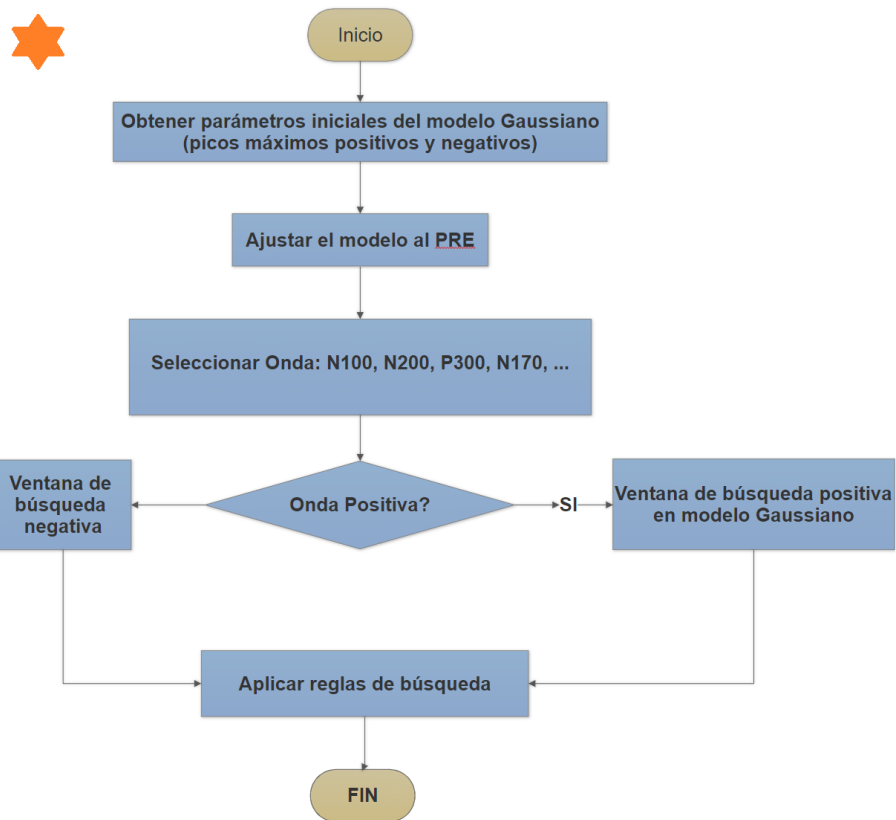 Inicio
Obtener parámetros iniciales del modelo Gaussiano
(picos máximos positivos y negativos)
Ajustar el modelo al PRE
Seleccionar Onda: N100, N200, P300, N170, ...
Ventana de
búsqueda
negativa
Onda Positiva?
SI
Ventana de búsqueda positiva
en modelo Gaussiano
Aplicar reglas de búsqueda
FIN